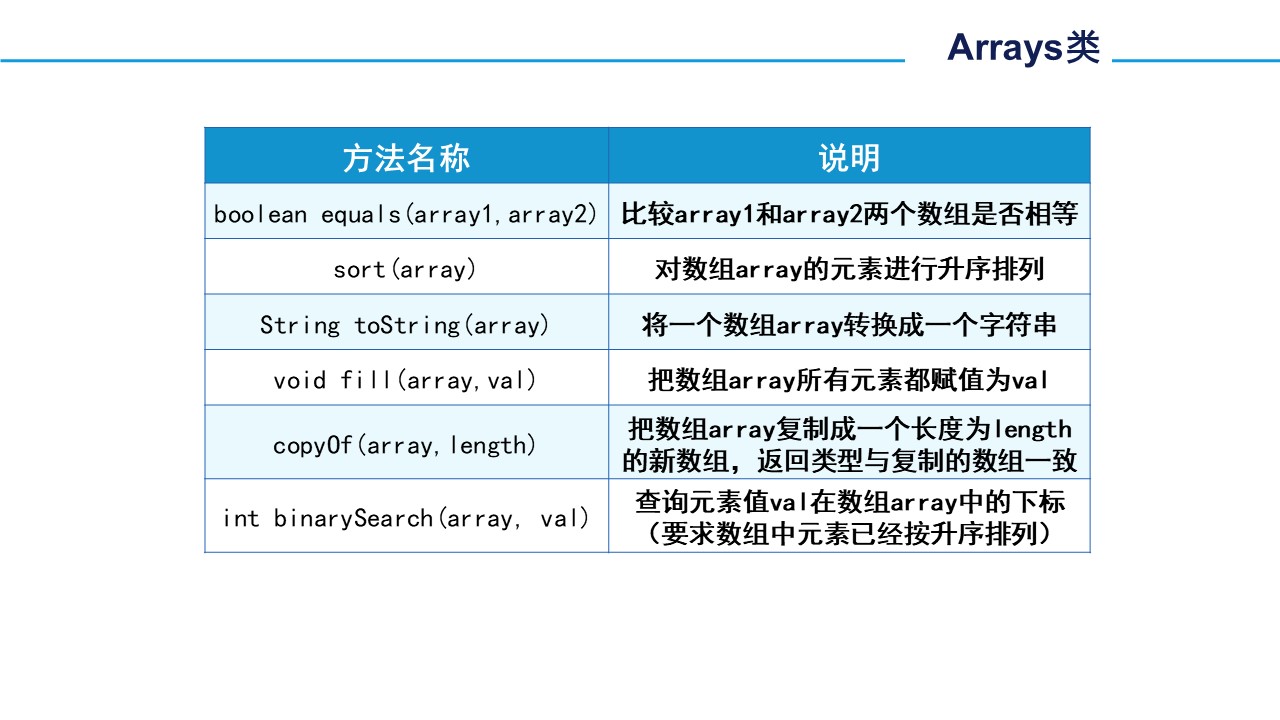 Arrays类
方法名称
说明
boolean equals(array1,array2)
比较array1和array2两个数组是否相等
sort(array)
对数组array的元素进行升序排列
String toString(array)
将一个数组array转换成一个字符串
void fill(array,val)
把数组array所有元素都赋值为val
copyOf(array,length)
把数组array复制成一个长度为length
的新数组，返回类型与复制的数组一致
int binarySearch(array, val)
查询元素值val在数组array中的下标
（要求数组中元素已经按升序排列）